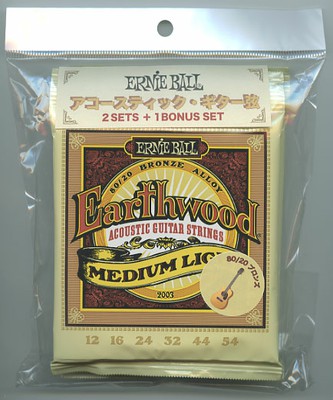 ERNIE BALL
アコースティック・ギター弦
2 SETS + 1 BONUS SET
ERNIE BALL
80/20 BRONZE ALLOY
Earthwood
ACOUSTIC GUITAR STRINGS
MEDIUM LIG
80/20 ブロンズ
2003
12 16 24 32 44 54